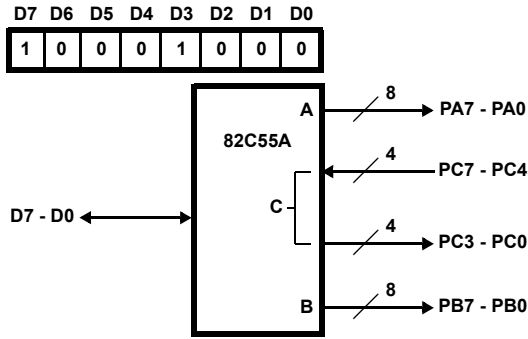 D7 D6 D5 D4 D3 D2 D1 D0
1 0 0 0 1 0 0 0
A 8 PA7 - PA0
82C55A
4 PC7 - PC4
C
D7 - D0
4 PC3 - PC0
B 8 PB7 - PB0